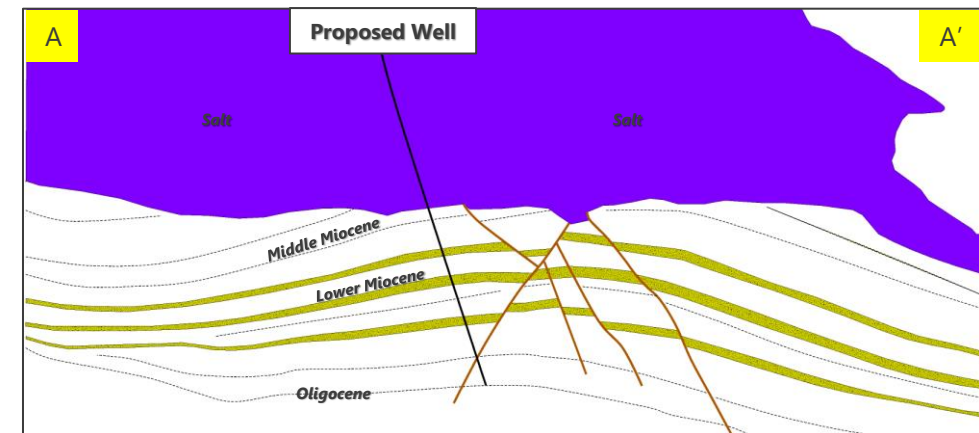 A
Proposed Well
A'
Salt
Salt
Middle Miocene
Lower Miocene
Oligocene